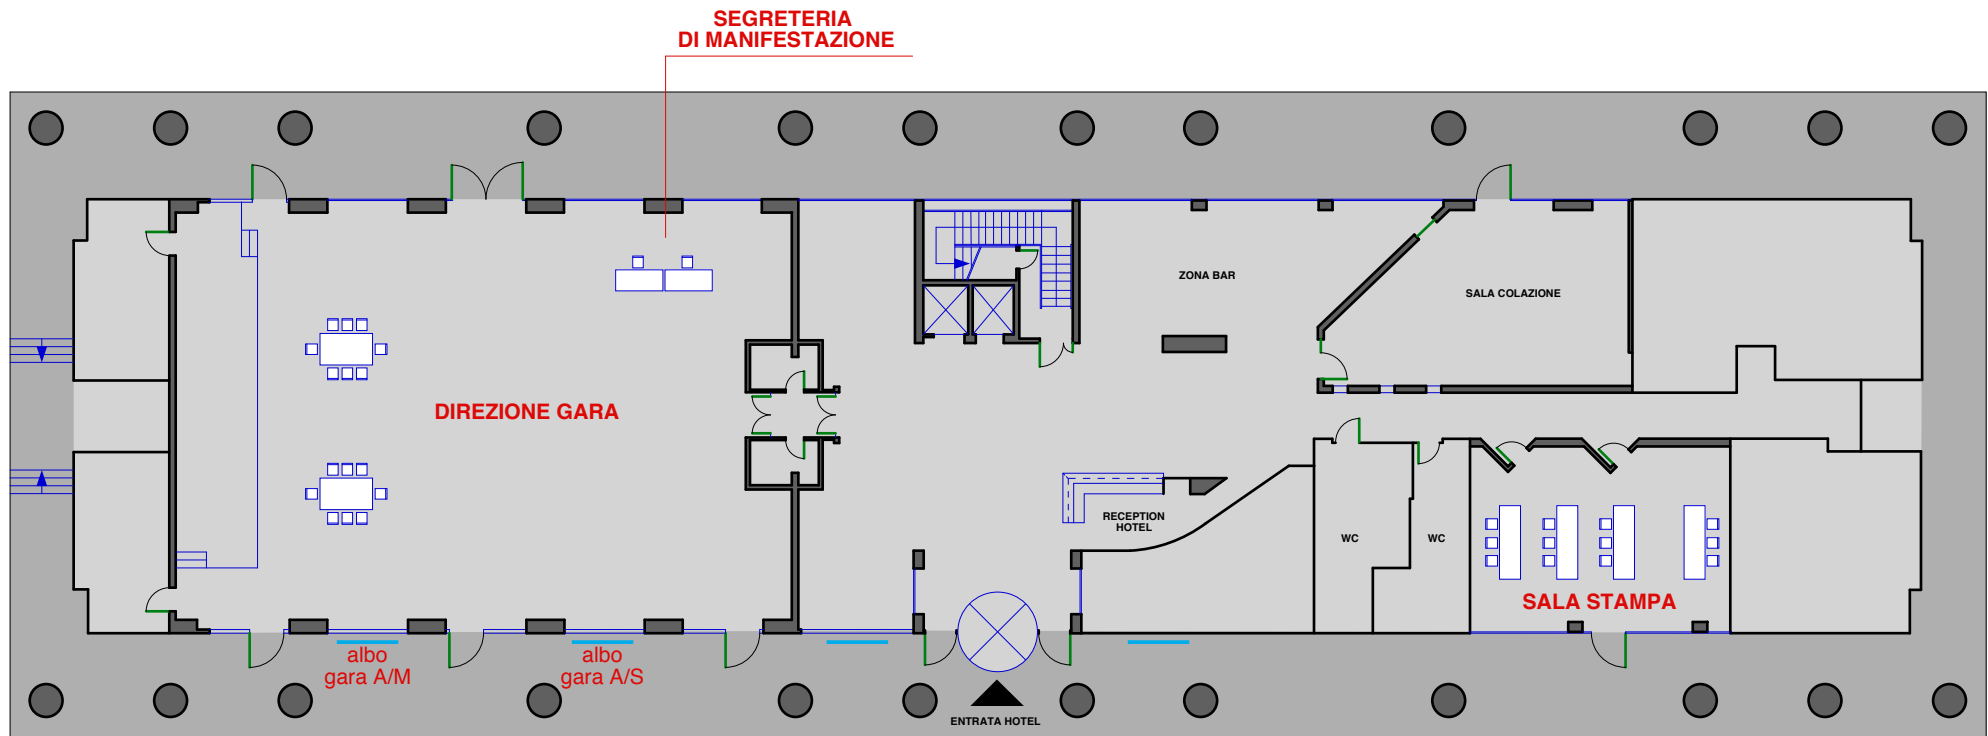 SEGRETERIA
DI MANIFESTAZIONE
ZONA BAR
SALA COLAZIONE
DIREZIONE GARA
RECEPTION
HOTEL
WC
WC
SALA STAMPA
albo
gara A/M
albo
gara A/S
ENTRATA HOTEL